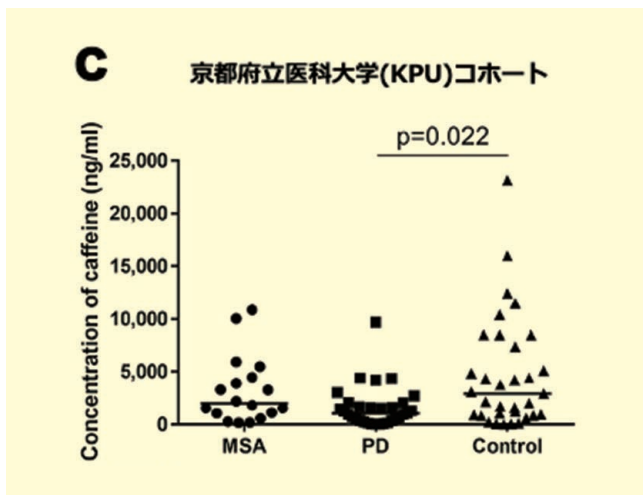 C
京都府立医科大学(KPU)コホート
p=0.022
Concentration of caffeine (ng/ml)
25,000
20,000
15,000
10,000
5,000
0
MSA
PD
Control